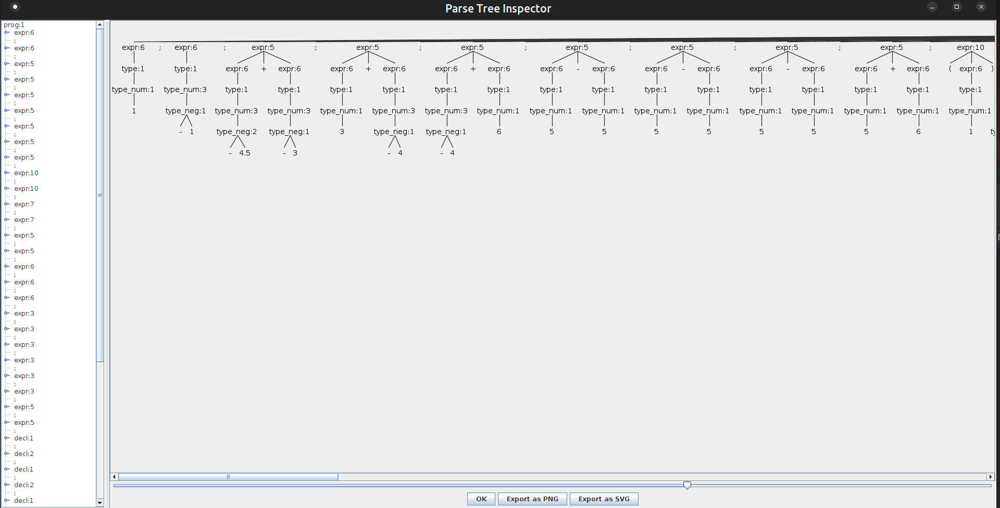 Parse Tree Inspector
prog:1
expr:6
;
expr:6
;
expr:5
;
expr:5
;
expr:5
;
expr:5
;
expr:5
;
expr:5
;
expr:5
;
expr:10
;
expr:10
;
expr:7
;
expr:7
;
expr:5
;
expr:5
;
expr:6
;
expr:6
;
expr:6
;
expr:3
;
expr:3
;
expr:3
;
expr:3
;
expr:3
;
expr:3
;
expr:5
;
expr:5
;
decl:1
;
decl:2
;
decl:1
;
decl:2
;
decl:1
expr:6 ; expr:6 ; expr:5 ; expr:5 ; expr:5 ; expr:5 ; expr:5 ; expr:5 ; expr:5 ; expr:10
type:1 type:1 expr:6 + expr:6 expr:6 + expr:6 expr:6 + expr:6 expr:6 - expr:6 expr:6 - expr:6 expr:6 - expr:6 expr:6 + expr:6 ( expr:6 )
type_num:1 type_num:3 type:1 type:1 type:1 type:1 type:1 type:1 type:1 type:1 type:1 type:1 type:1 type:1 type:1 type:1 type:1
1 type_neg:1 type_num:3 type_num:3 type_num:1 type_num:3 type_num:3 type_num:1 type_num:1 type_num:1 type_num:1 type_num:1 type_num:1 type_num:1 type_num:1 type_num:1 type_num:1
- 1 type_neg:2 type_neg:1 3 type_neg:1 type_neg:1 6 5 5 5 5 5 5 5 6 1
- 4.5 - 3 - 4 - 4
OK Export as PNG Export as SVG